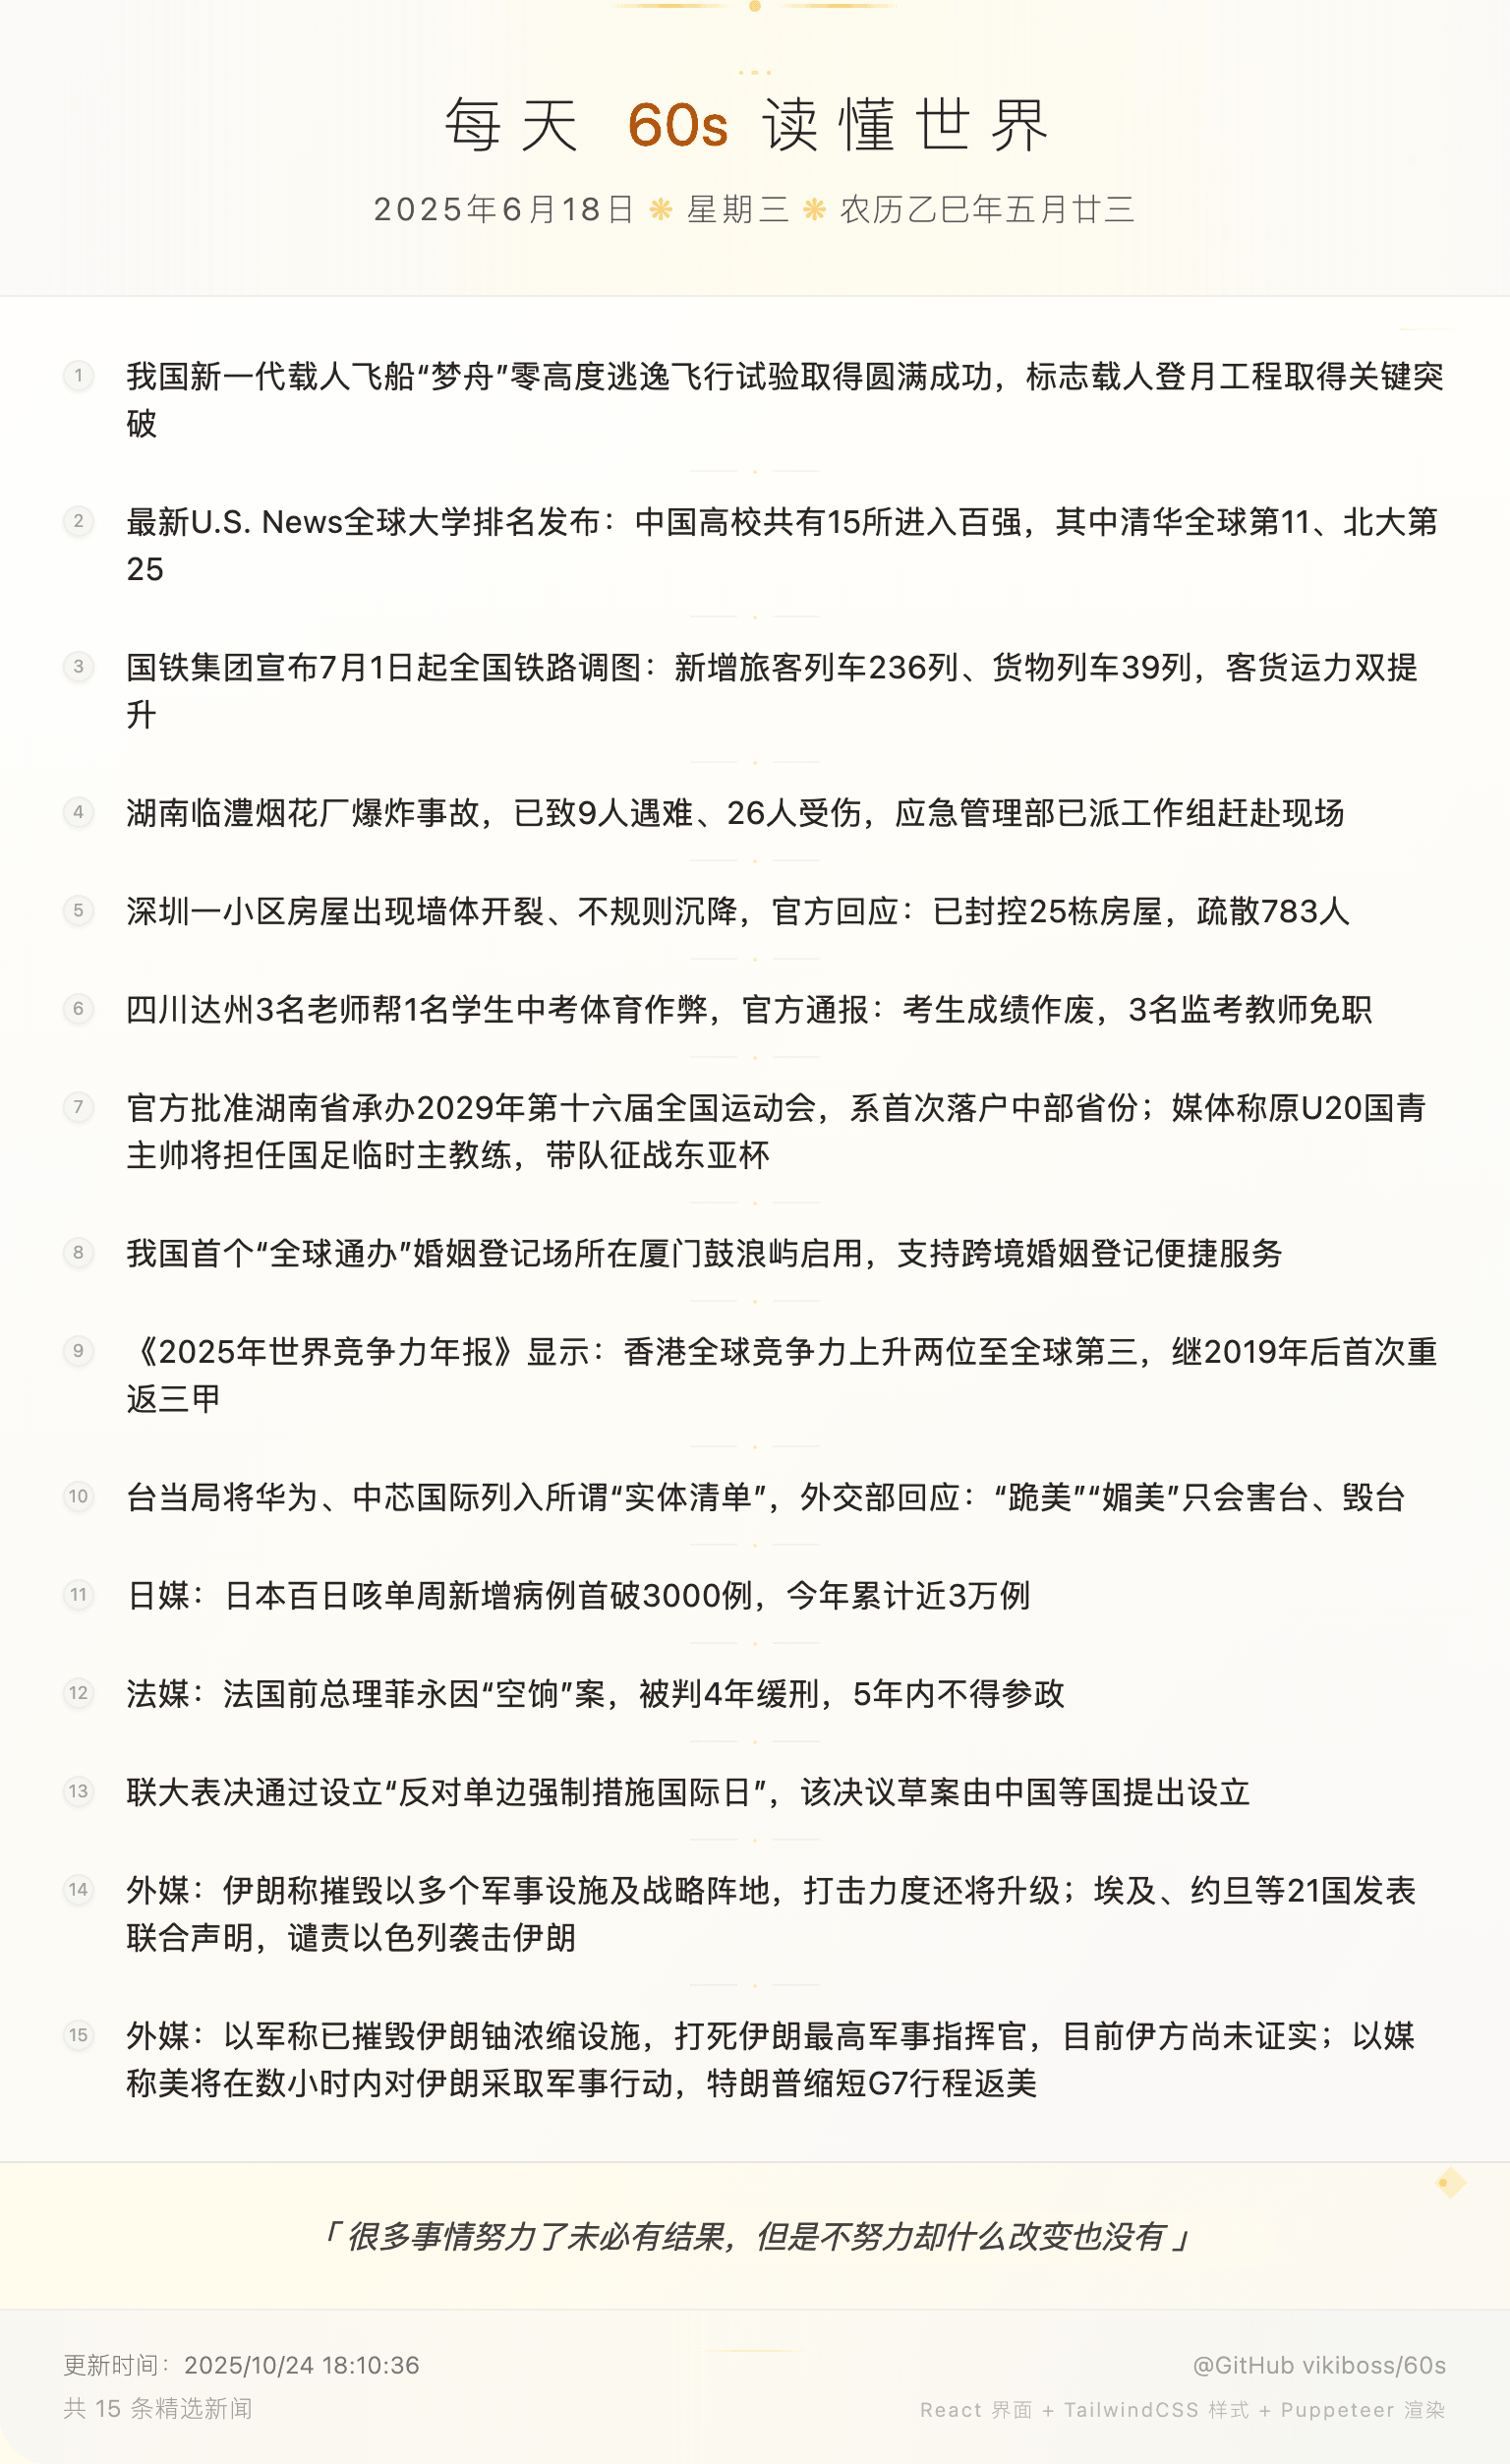 每天 60s 读懂世界
2025年6月18日 ❋ 星期三 ❋ 农历乙巳年五月廿三
1 我国新一代载人飞船“梦舟”零高度逃逸飞行试验取得圆满成功，标志载人登月工程取得关键突
破
2 最新U.S. News全球大学排名发布：中国高校共有15所进入百强，其中清华全球第11、北大第
25
3 国铁集团宣布7月1日起全国铁路调图：新增旅客列车236列、货物列车39列，客货运力双提
升
4 湖南临澧烟花厂爆炸事故，已致9人遇难、26人受伤，应急管理部已派工作组赶赴现场
5 深圳一小区房屋出现墙体开裂、不规则沉降，官方回应：已封控25栋房屋，疏散783人
6 四川达州3名老师帮1名学生中考体育作弊，官方通报：考生成绩作废，3名监考教师免职
7 官方批准湖南省承办2029年第十六届全国运动会，系首次落户中部省份；媒体称原U20国青
主帅将担任国足临时主教练，带队征战东亚杯
8 我国首个“全球通办”婚姻登记场所在厦门鼓浪屿启用，支持跨境婚姻登记便捷服务
9 《2025年世界竞争力年报》显示：香港全球竞争力上升两位至全球第三，继2019年后首次重
返三甲
10 台当局将华为、中芯国际列入所谓“实体清单”，外交部回应：“跪美”“媚美”只会害台、毁台
11 日媒：日本百日咳单周新增病例首破3000例，今年累计近3万例
12 法媒：法国前总理菲永因“空饷”案，被判4年缓刑，5年内不得参政
13 联大表决通过设立“反对单边强制措施国际日”，该决议草案由中国等国提出设立
14 外媒：伊朗称摧毁以多个军事设施及战略阵地，打击力度还将升级；埃及、约旦等21国发表
联合声明，谴责以色列袭击伊朗
15 外媒：以军称已摧毁伊朗铀浓缩设施，打死伊朗最高军事指挥官，目前伊方尚未证实；以媒
称美将在数小时内对伊朗采取军事行动，特朗普缩短G7行程返美
「 很多事情努力了未必有结果，但是不努力却什么改变也没有 」
更新时间：2025/10/24 18:10:36
@GitHub vikiboss/60s
共 15 条精选新闻
React 界面 + TailwindCSS 样式 + Puppeteer 渲染